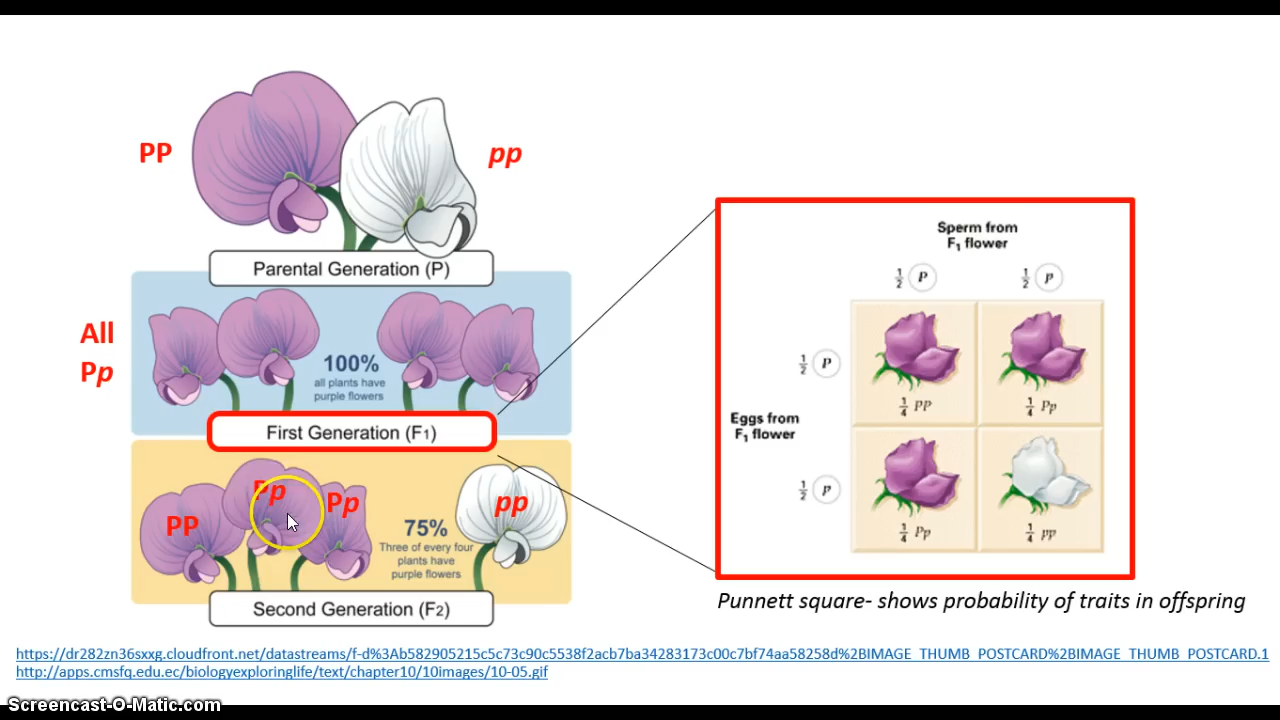 PP
pp
Parental Generation (P)
All
Pp
100%
all plants have
purple flowers
First Generation (F1)
PP
Pp
Pp
75%
Three of every four
plants have
purple flowers
pp
Second Generation (F2)
Sperm from
F1 flower
1/2 P
1/2 p
1/2 P
1/4 PP
1/4 Pp
Eggs from
F1 flower
1/2 p
1/4 Pp
1/4 pp
Punnett square- shows probability of traits in offspring
https://dr282zn36sxxg.cloudfront.net/datastreams/f-d%3Ab582905215c5c73c90c5538f2acb7ba34283173c00c7bf74aa58258d%2BIMAGE_THUMB_POSTCARD%2BIMAGE_THUMB_POSTCARD.1
http://apps.cmsfq.edu.ec/biologyexploringlife/text/chapter10/10images/10-05.gif
Screencast-O-Matic.com